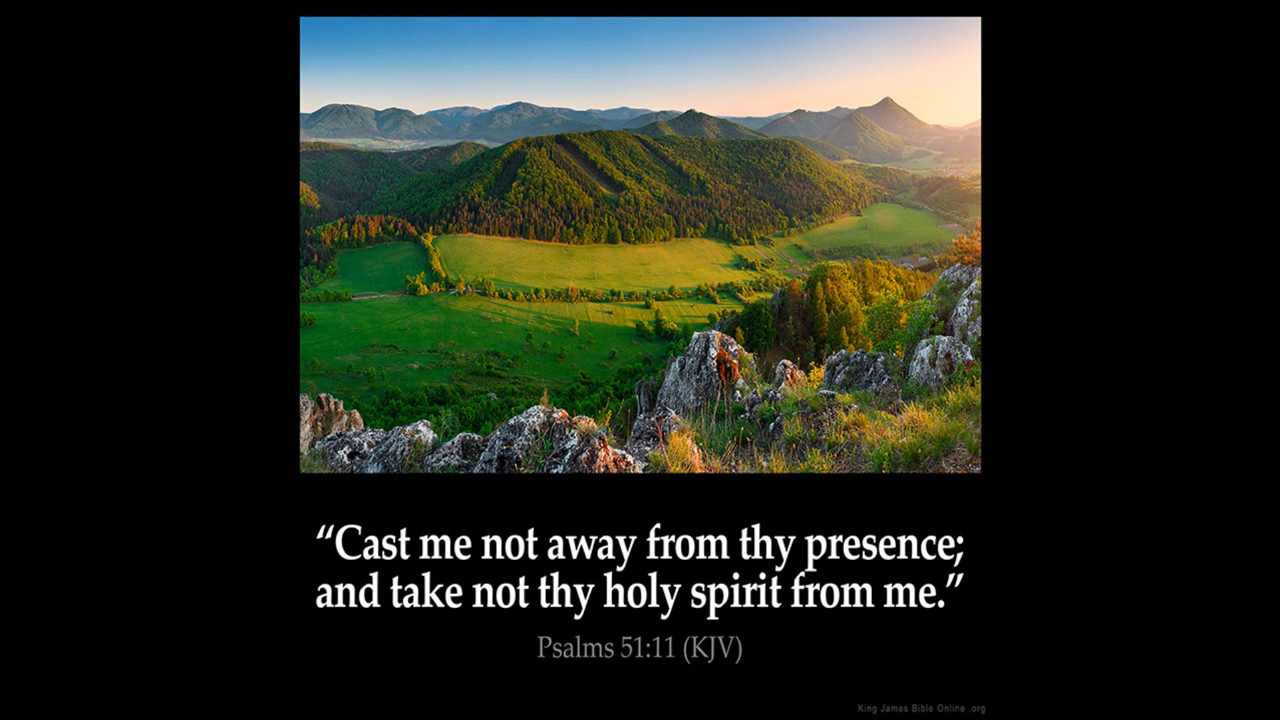 “Cast me not away from thy presence;
and take not thy holy spirit from me.”
Psalms 51:11 (KJV)
King James Bible Online .org